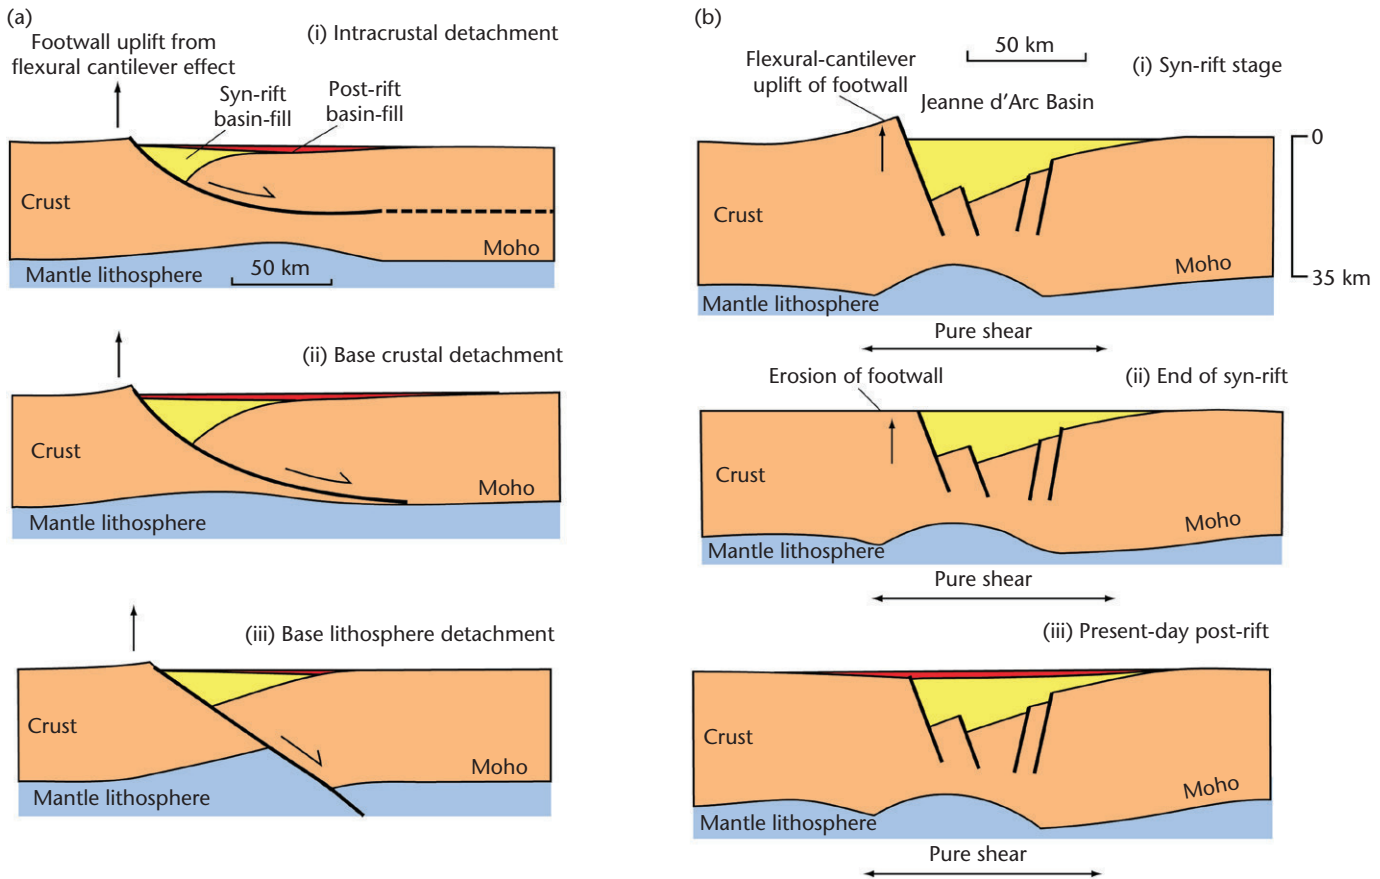 (a)
(i) Intracrustal detachment
Footwall uplift from
flexural cantilever effect
Syn-rift
basin-fill
Post-rift
basin-fill
Crust
Moho
Mantle lithosphere
50 km
(ii) Base crustal detachment
Crust
Moho
Mantle lithosphere
(iii) Base lithosphere detachment
Crust
Moho
Mantle lithosphere
(b)
50 km
(i) Syn-rift stage
Flexural-cantilever
uplift of footwall
Jeanne d'Arc Basin
0
Crust
Moho
35 km
Mantle lithosphere
Pure shear
Erosion of footwall
(ii) End of syn-rift
Crust
Moho
Mantle lithosphere
Pure shear
(iii) Present-day post-rift
Crust
Moho
Mantle lithosphere
Pure shear